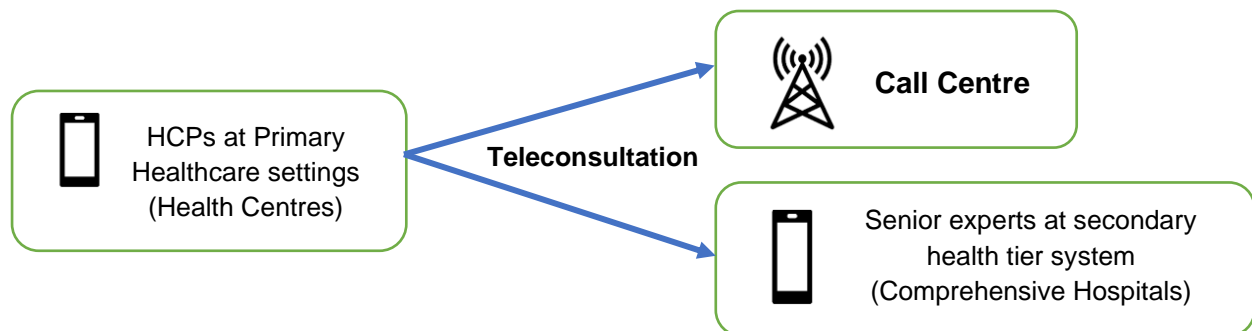 HCPs at Primary
Healthcare settings
(Health Centres)
Teleconsultation
Call Centre
Senior experts at secondary
health tier system
(Comprehensive Hospitals)